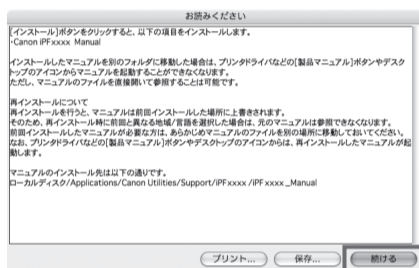 お読みください
[インストール]ボタンをクリックすると、以下の項目をインストールします。
・Canon iPFxxxx Manual
インストールしたマニュアルを別のフォルダに移動した場合は、プリンタドライバなどの[製品マニュアル]ボタンやデスク
トップのアイコンからマニュアルを起動することができなくなります。
ただし、マニュアルのファイルを直接開いて参照することは可能です。
再インストールについて
再インストールを行うと、マニュアルは前回インストールした場所に上書きされます。
そのため、再インストール時に前回と異なる地域/言語を選択した場合は、元のマニュアルは参照できなくなります。
前回インストールしたマニュアルが必要な方は、あらかじめマニュアルのファイルを別の場所に移動しておいてください。
なお、プリンタドライバなどの[製品マニュアル]ボタンやデスクトップのアイコンからは、再インストールしたマニュアルが起
動します。
マニュアルのインストール先は以下の通りです。
ローカルディスク/Applications/Canon Utilities/Support/iPFxxxx /iPFxxxx _Manual
プリント... 保存... 続ける